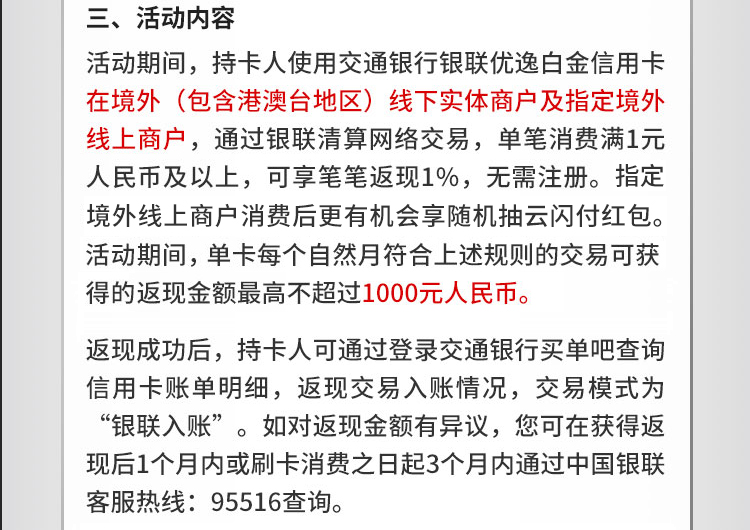 三、活动内容
活动期间，持卡人使用交通银行银联优逸白金信用卡
在境外（包含港澳台地区）线下实体商户及指定境外
线上商户，通过银联清算网络交易，单笔消费满1元
人民币及以上，可享笔笔返现1%，无需注册。指定
境外线上商户消费后更有机会享随机抽云闪付红包。
活动期间，单卡每个自然月符合上述规则的交易可获
得的返现金额最高不超过1000元人民币。
返现成功后，持卡人可通过登录交通银行买单吧查询
信用卡账单明细，返现交易入账情况，交易模式为
“银联入账”。如对返现金额有异议，您可在获得返
现后1个月内或刷卡消费之日起3个月内通过中国银联
客服热线：95516查询。